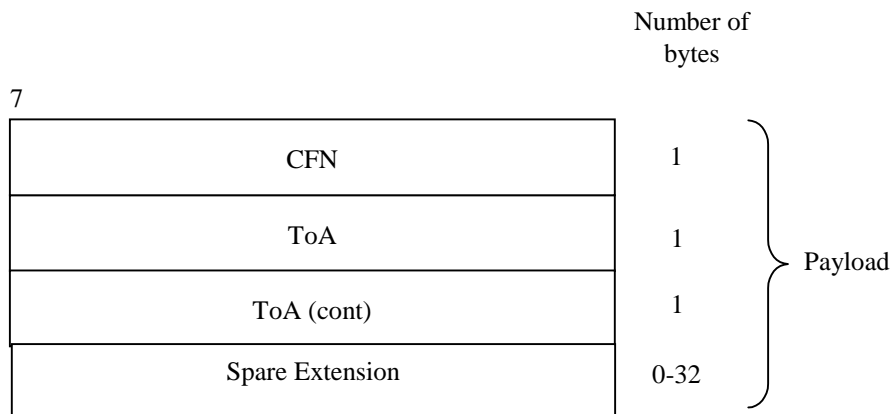 Number of
bytes
7
CFN 1
ToA 1
Payload
ToA (cont) 1
Spare Extension 0-32